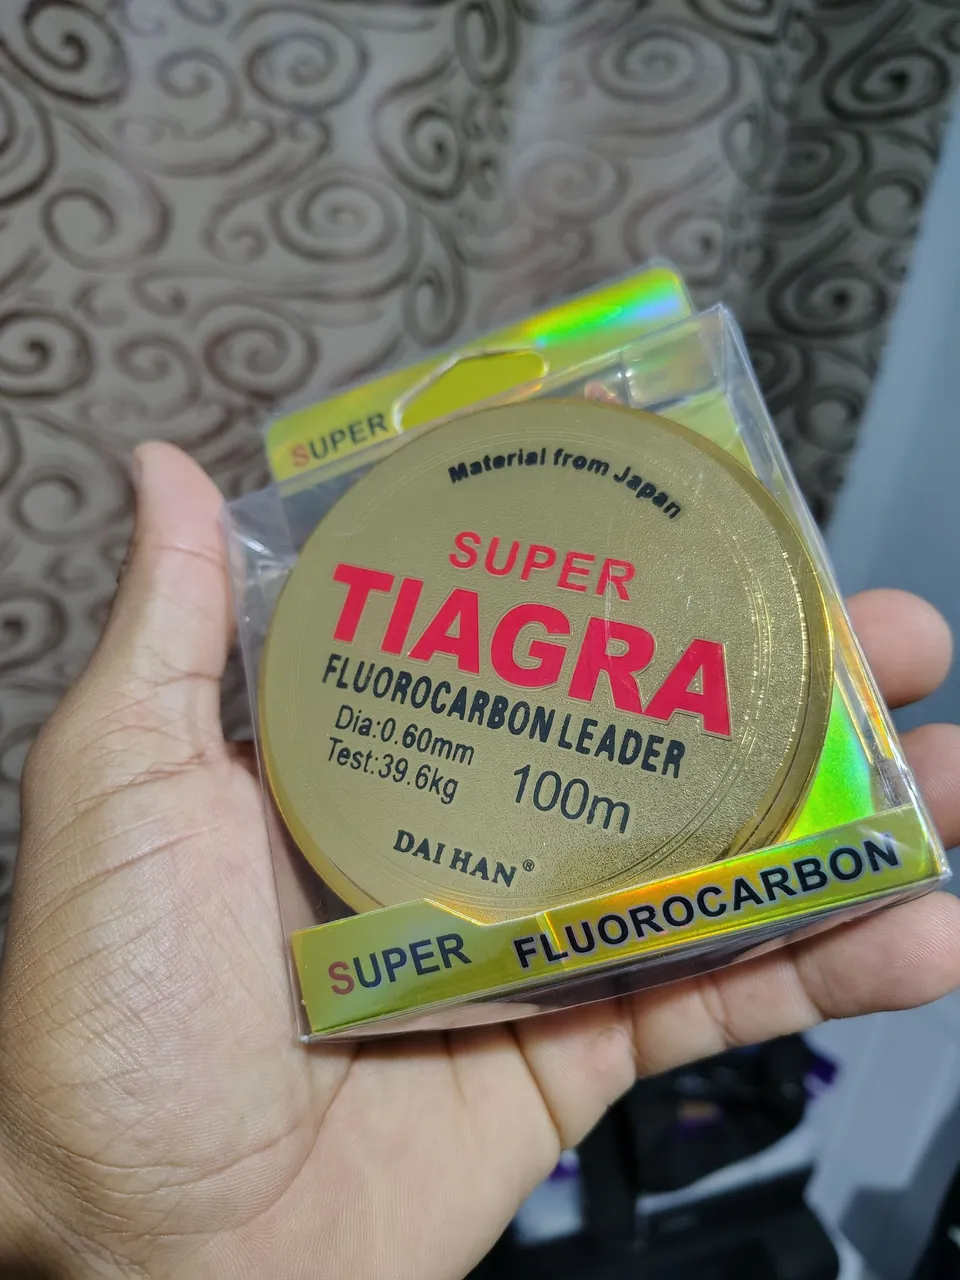 SUPER
Material from Japan
SUPER
TIAGRA
FLUOROCARBON LEADER
Dia:0.60mm
Test:39.6kg
100m
DAI HAN®
SUPER FLUOROCARBON